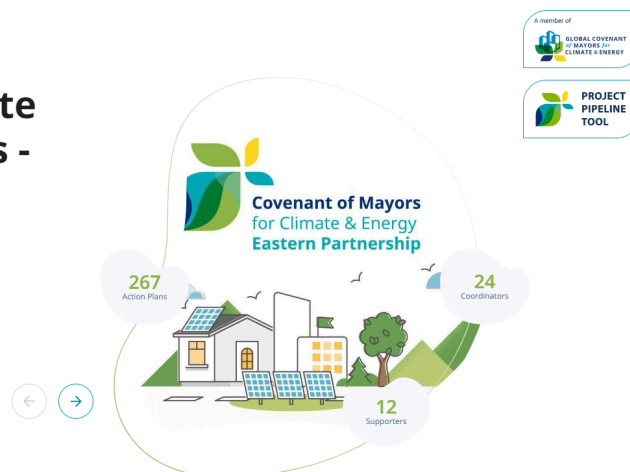 A member of
GLOBAL COVENANT
of MAYORS for
CLIMATE & ENERGY
PROJECT
PIPELINE
TOOL
te
s -
Covenant of Mayors
for Climate & Energy
Eastern Partnership
267
Action Plans
24
Coordinators
12
Supporters